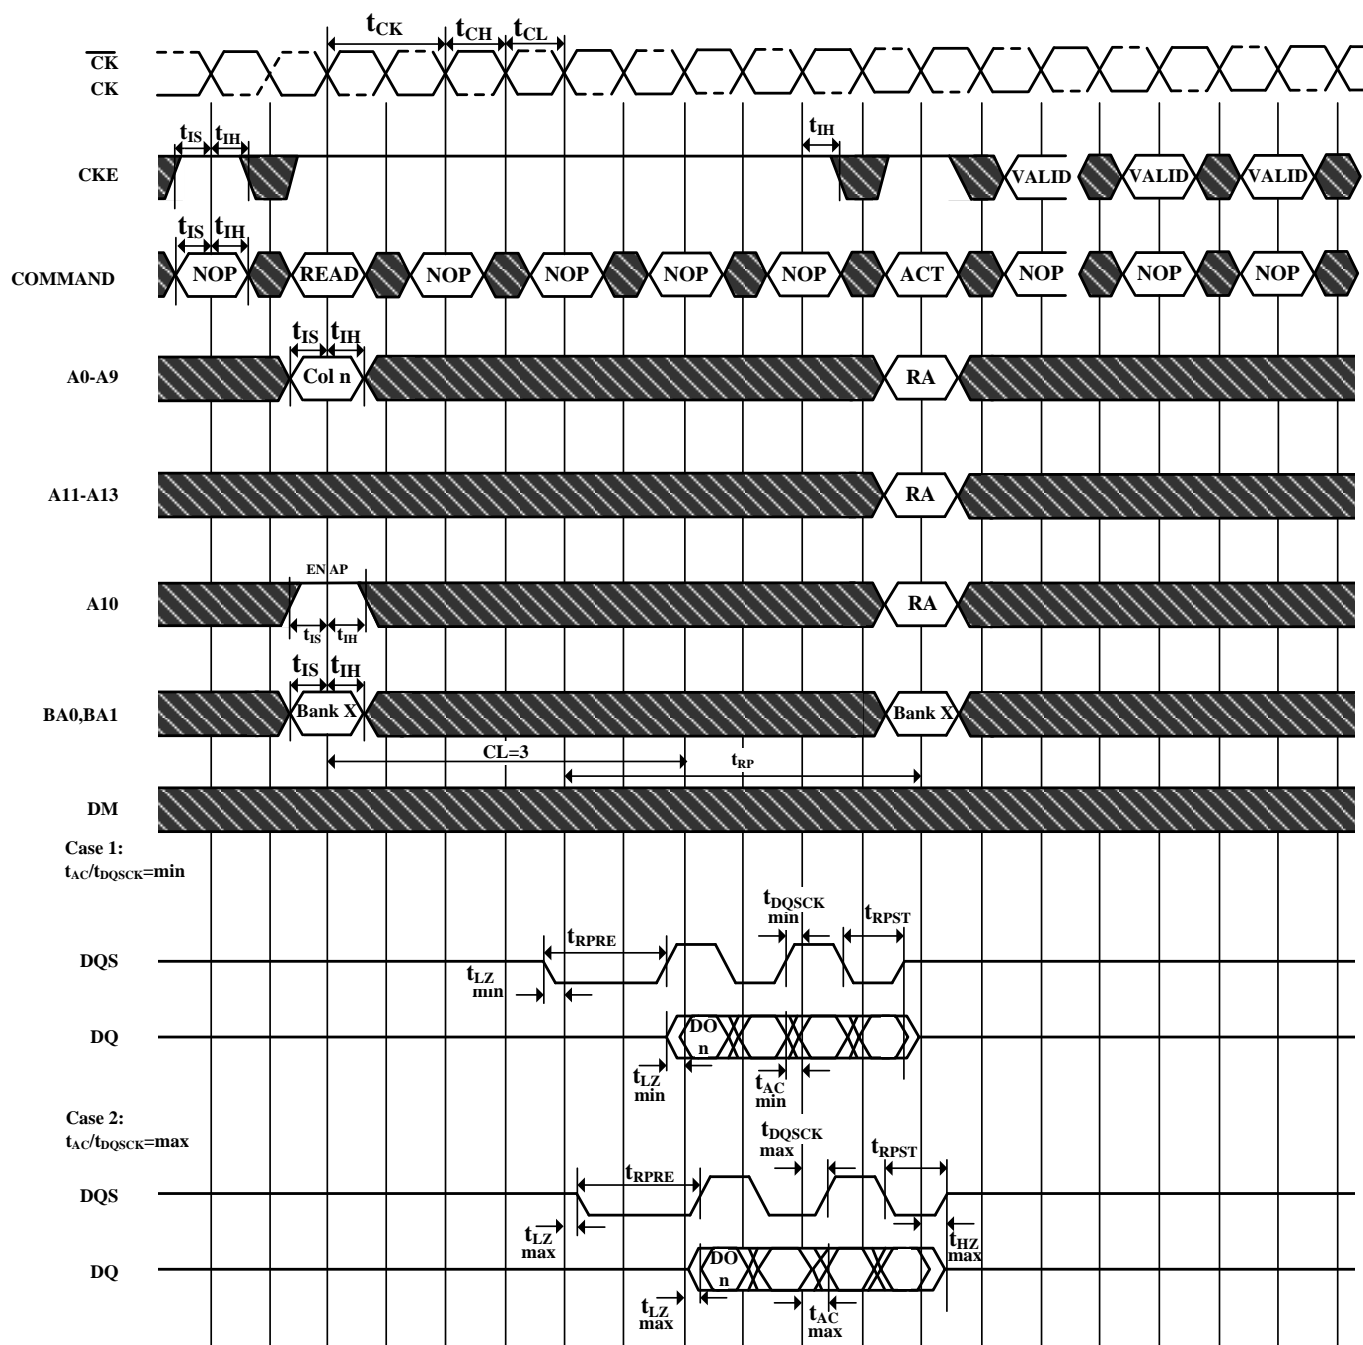 tCK tCH tCL
CK
CK
tIS tIH tIH
CKE VALID VALID VALID
tIS tIH
COMMAND NOP READ NOP NOP NOP NOP ACT NOP NOP NOP
tIS tIH
A0-A9 Col n RA
A11-A13 RA
EN AP
A10 RA
tIS tIH
tIS tIH
BA0,BA1 Bank X Bank X
CL=3 tRP
DM
Case 1:
tAC/tDQSCK=min
tDQSCK min tRPST
tRPRE
DQS
tLZ min
DQ DO n
tLZ min tAC min
Case 2:
tAC/tDQSCK=max
tDQSCK max tRPST
tRPRE
DQS
tLZ max tHZ max
DQ DO n
tLZ max tAC max